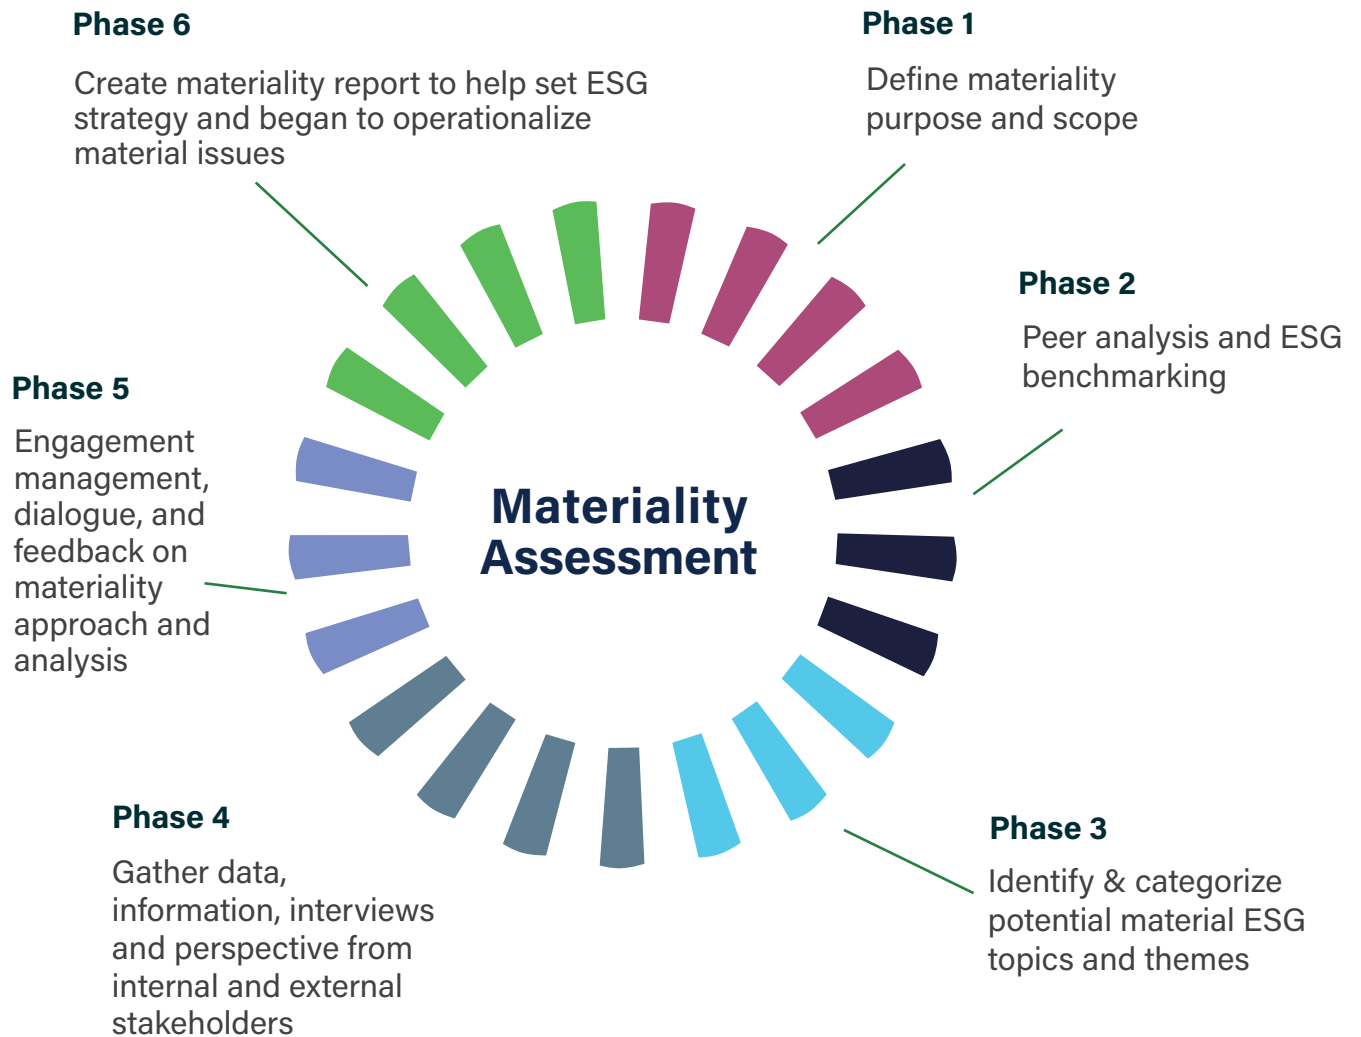 Phase 6
Create materiality report to help set ESG
strategy and began to operationalize
material issues
Phase 1
Define materiality
purpose and scope
Phase 2
Peer analysis and ESG
benchmarking
Phase 5
Engagement
management,
dialogue, and
feedback on
materiality
approach and
analysis
Materiality
Assessment
Phase 4
Gather data,
information, interviews
and perspective from
internal and external
stakeholders
Phase 3
Identify & categorize
potential material ESG
topics and themes